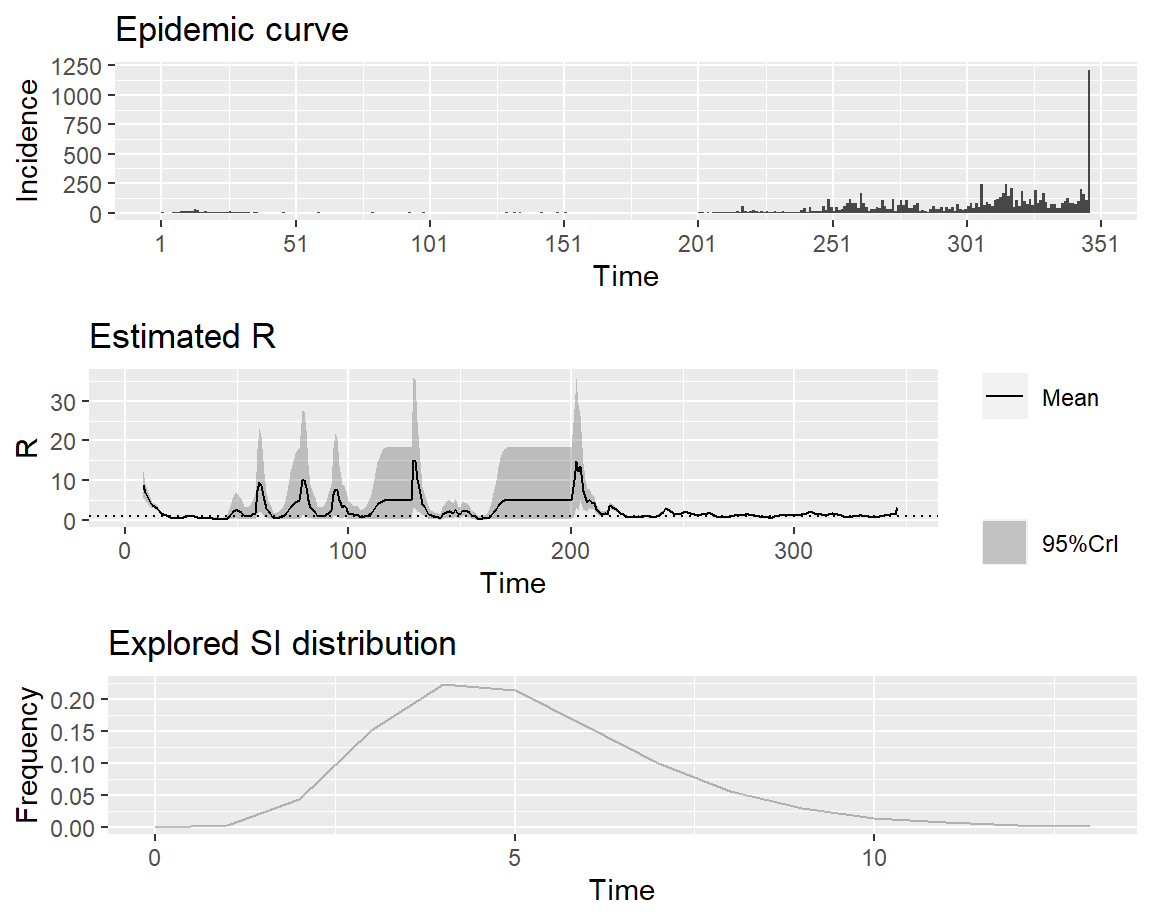 Epidemic curve
Incidence
1250
1000
750
500
250
0
1 51 101 151 201 251 301 351
Time
Estimated R
R
30
20
10
0
0 100 200 300
Time
Mean
95%CrI
Explored SI distribution
Frequency
0.20
0.15
0.10
0.05
0.00
0 5 10
Time